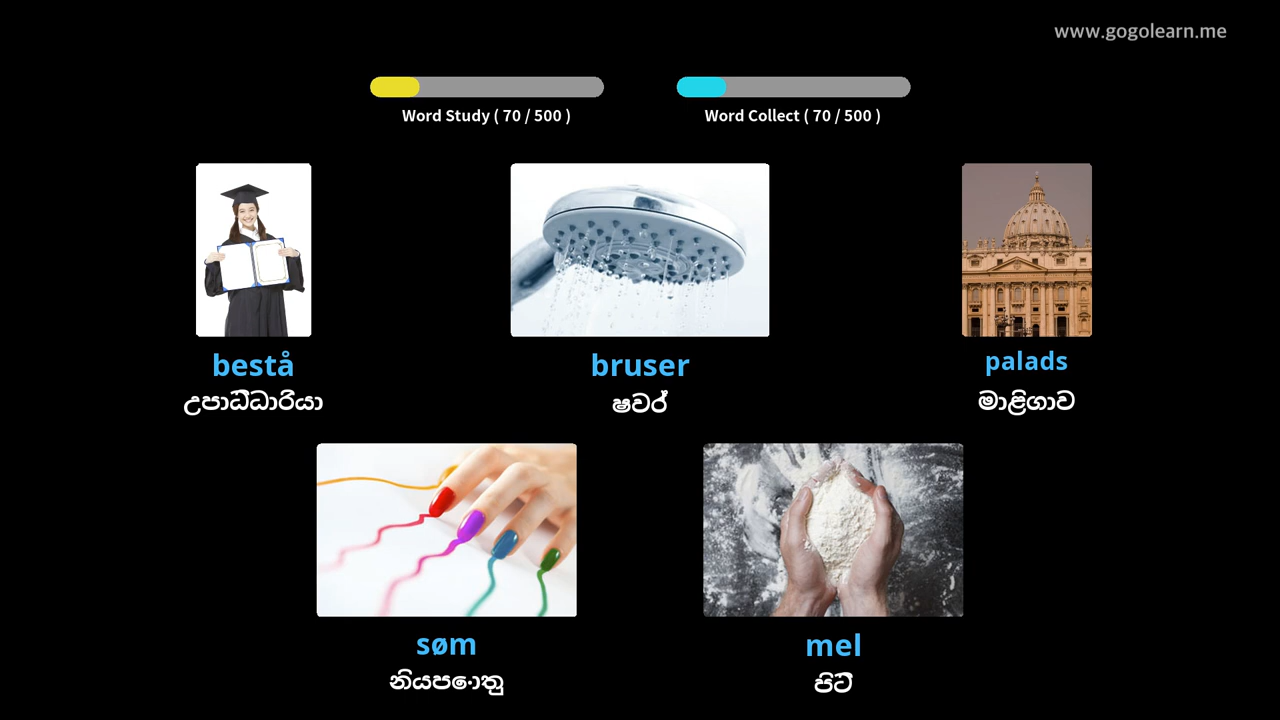 www.gogolearn.me
Word Study ( 70 / 500 )
Word Collect ( 70 / 500 )
bestå
උපාධිධාරියා
bruser
ෂවර්
palads
මාළිගාව
søm
නියපොතු
mel
පිටි